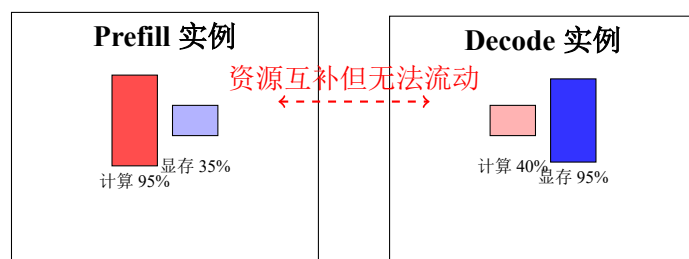 Prefill 实例
Decode 实例
资源互补但无法流动
计算 95%
显存 35%
计算 40%
显存 95%